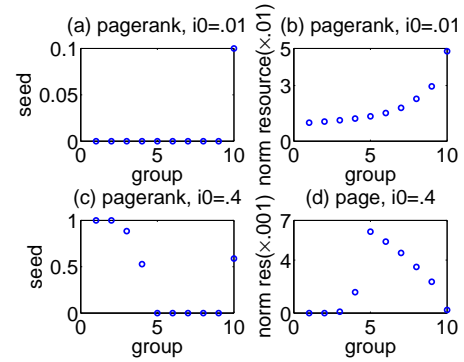 (a) pagerank, i0=.01
0.1
0.05
0
seed
0 5 10
group
(b) pagerank, i0=.01
5
3
0
norm resource(×.01)
0 5 10
group
(c) pagerank, i0=.4
1
0.5
0
seed
0 5 10
group
(d) page, i0=.4
7
4
0
norm res(×.001)
0 5 10
group